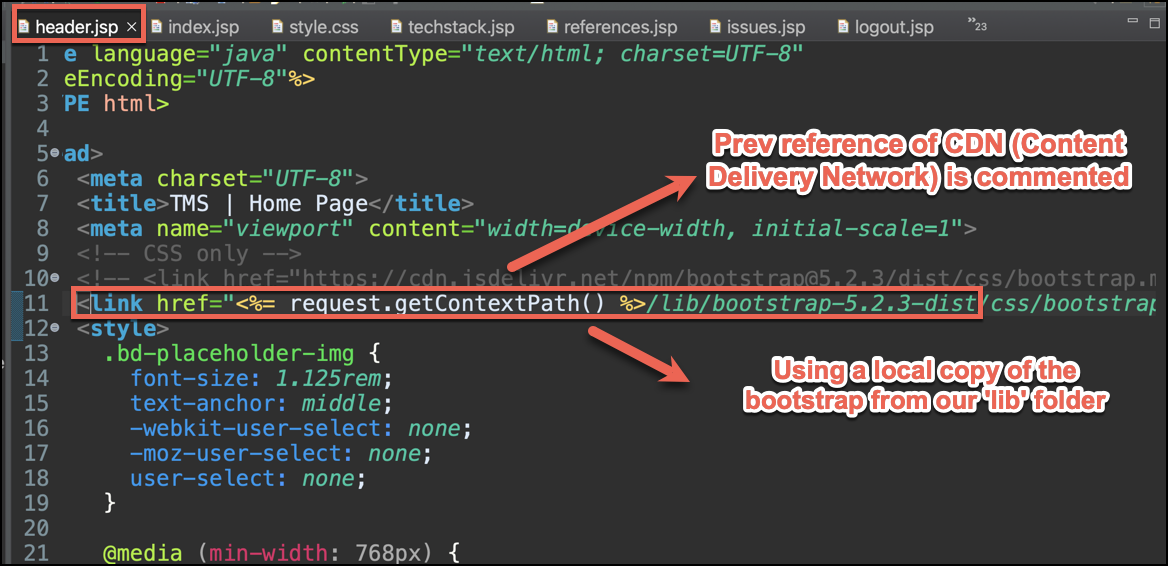 header.jsp index.jsp style.css techstack.jsp references.jsp issues.jsp logout.jsp »23
1 e language="java" contentType="text/html; charset=UTF-8"
2 eEncoding="UTF-8"%>
3 PE html>
4
5 ad>
6 <meta charset="UTF-8">
7 <title>TMS | Home Page</title>
8 <meta name="viewport" content="width=device-width, initial-scale=1">
9 <!-- CSS only -->
10 <!-- <link href="https://cdn.jsdelivr.net/npm/bootstrap@5.2.3/dist/css/bootstrap.m
11 <link href="<%= request.getContextPath() %>/lib/bootstrap-5.2.3-dist/css/bootstrap
12 <style>
13 .bd-placeholder-img {
14 font-size: 1.125rem;
15 text-anchor: middle;
16 -webkit-user-select: none;
17 -moz-user-select: none;
18 user-select: none;
19 }
20
21 @media (min-width: 768px) {
Prev reference of CDN (Content
Delivery Network) is commented
Using a local copy of the
bootstrap from our 'lib' folder